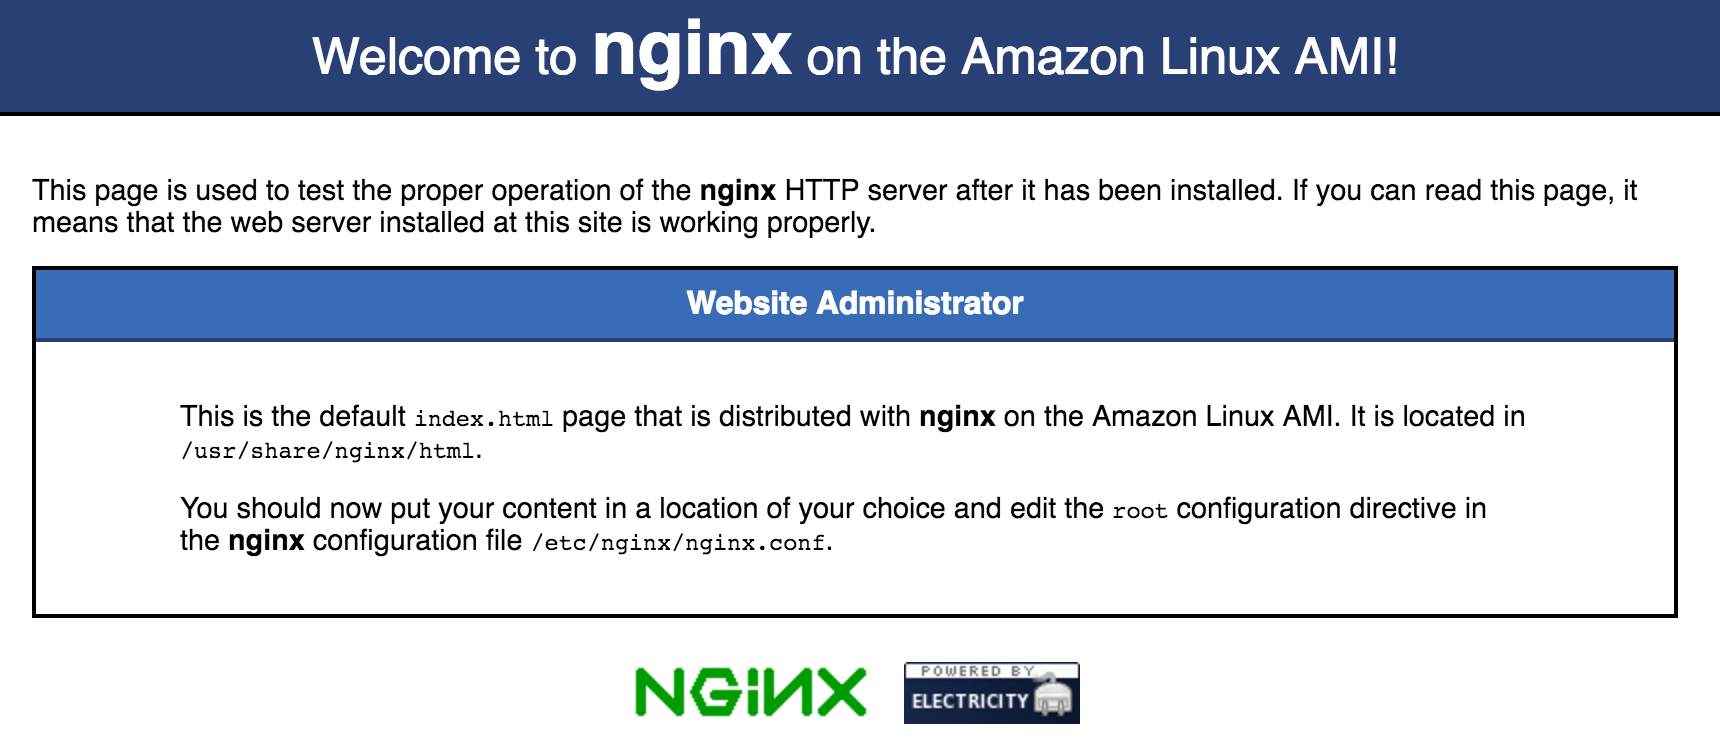 Welcome to nginx on the Amazon Linux AMI!
This page is used to test the proper operation of the nginx HTTP server after it has been installed. If you can read this page, it
means that the web server installed at this site is working properly.
Website Administrator
This is the default index.html page that is distributed with nginx on the Amazon Linux AMI. It is located in
/usr/share/nginx/html.
You should now put your content in a location of your choice and edit the root configuration directive in
the nginx configuration file /etc/nginx/nginx.conf.
NGiNX
POWERED BY
ELECTRICITY